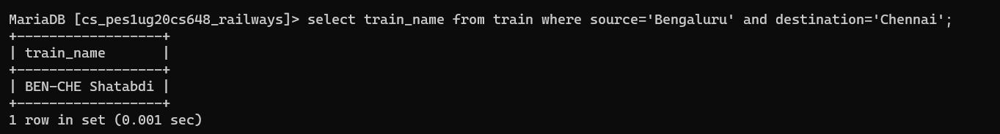 MariaDB [cs_pes1ug20cs648_railways]> select train_name from train where source='Bengaluru' and destination='Chennai';
+-----------------+
| train_name      |
+-----------------+
| BEN-CHE Shatabdi |
+-----------------+
1 row in set (0.001 sec)